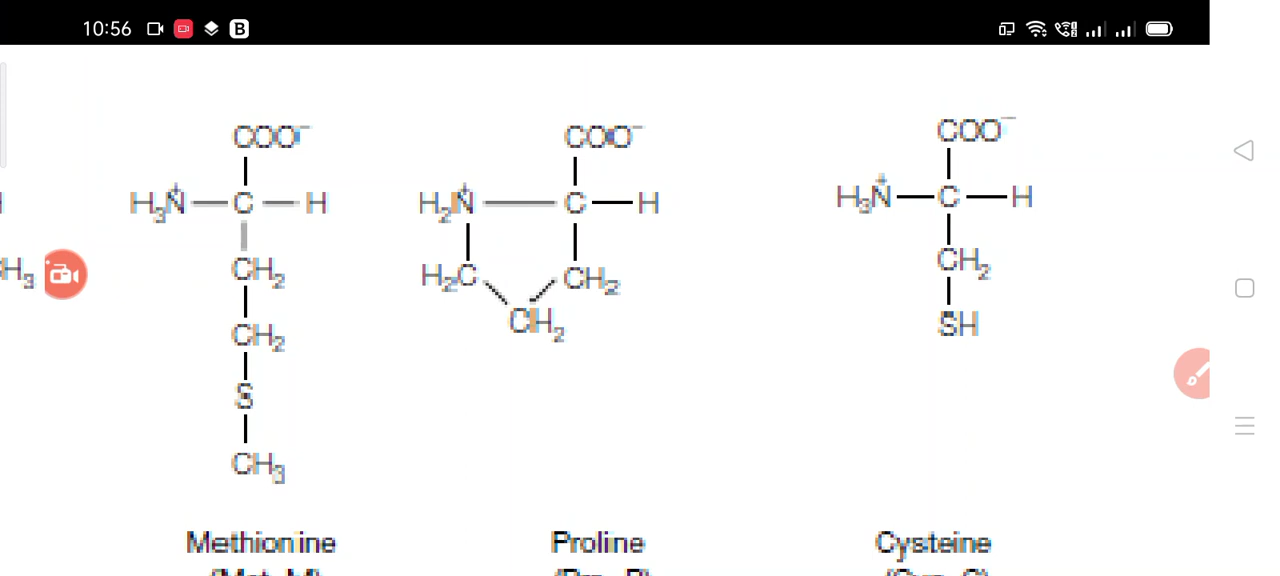 10:56 B
COO⁻ COO⁻ COO⁻
H₃N⁺ C H H₂N⁺ C H H₃N⁺ C H
H₃ CH₂ H₂C CH₂ CH₂
CH₂ CH₂ SH
S
CH₃
Methionine Proline Cysteine